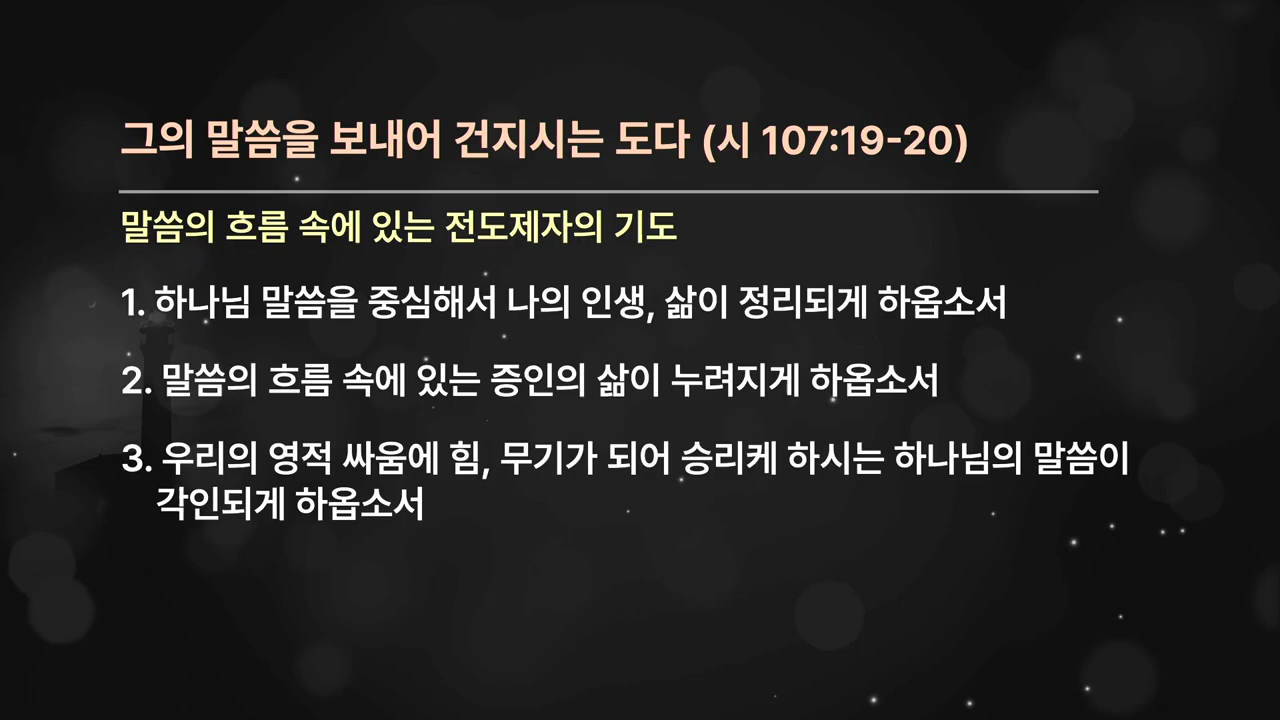 그의 말씀을 보내어 건지시는 도다 (시 107:19-20)
말씀의 흐름 속에 있는 전도제자의 기도
1. 하나님 말씀을 중심해서 나의 인생, 삶이 정리되게 하옵소서
2. 말씀의 흐름 속에 있는 증인의 삶이 누려지게 하옵소서
3. 우리의 영적 싸움에 힘, 무기가 되어 승리케 하시는 하나님의 말씀이
각인되게 하옵소서